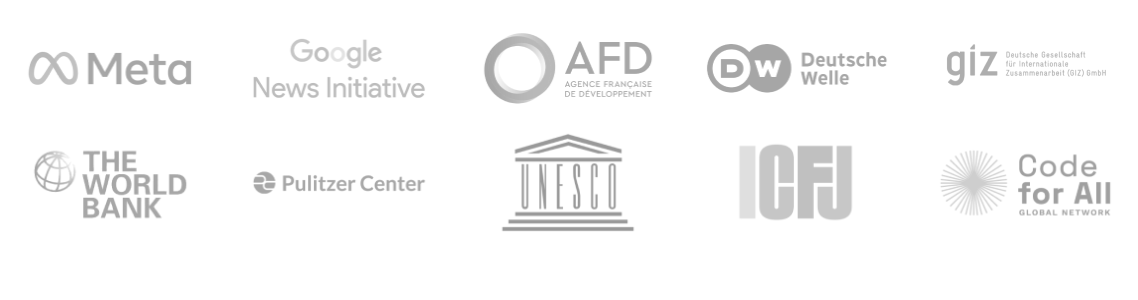 Meta
Google
News Initiative
AFD
AGENCE FRANÇAISE
DE DÉVELOPPEMENT
DW
Deutsche
Welle
giz
Deutsche Gesellschaft
für Internationale
Zusammenarbeit (GIZ) GmbH
THE
WORLD
BANK
Pulitzer Center
UNESCO
ICFJ
Code
for All
GLOBAL NETWORK